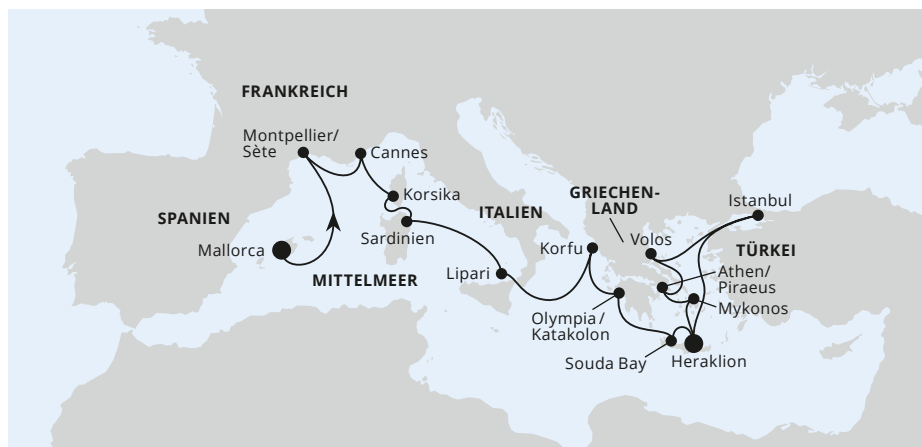 FRANKREICH
Montpellier/
Sète
Cannes
Korsika
SPANIEN
Mallorca
Sardinien
ITALIEN
MITTELMEER
Lipari
GRIECHEN-
LAND
Istanbul
Korfu
Volos
TÜRKEI
Athen/
Piraeus
Mykonos
Olympia/
Katakolon
Souda Bay
Heraklion